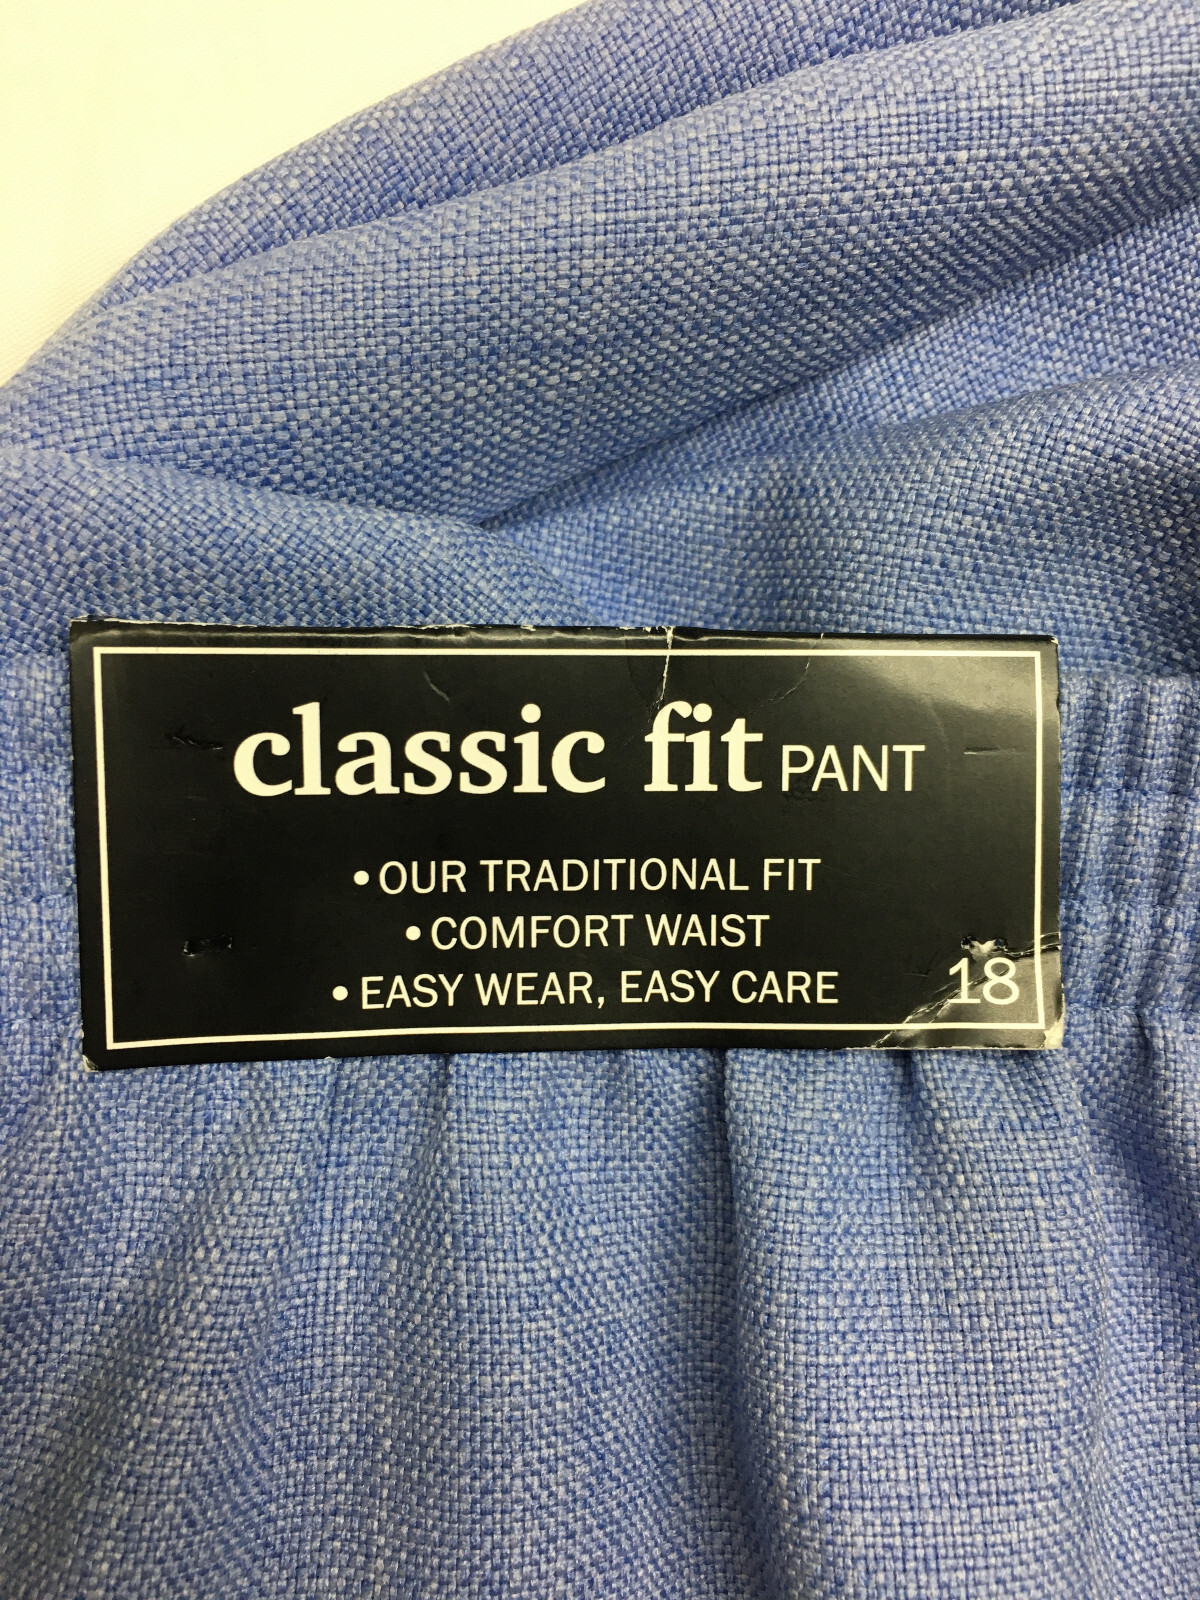 classic fit PANT
• OUR TRADITIONAL FIT
• COMFORT WAIST
• EASY WEAR, EASY CARE
18